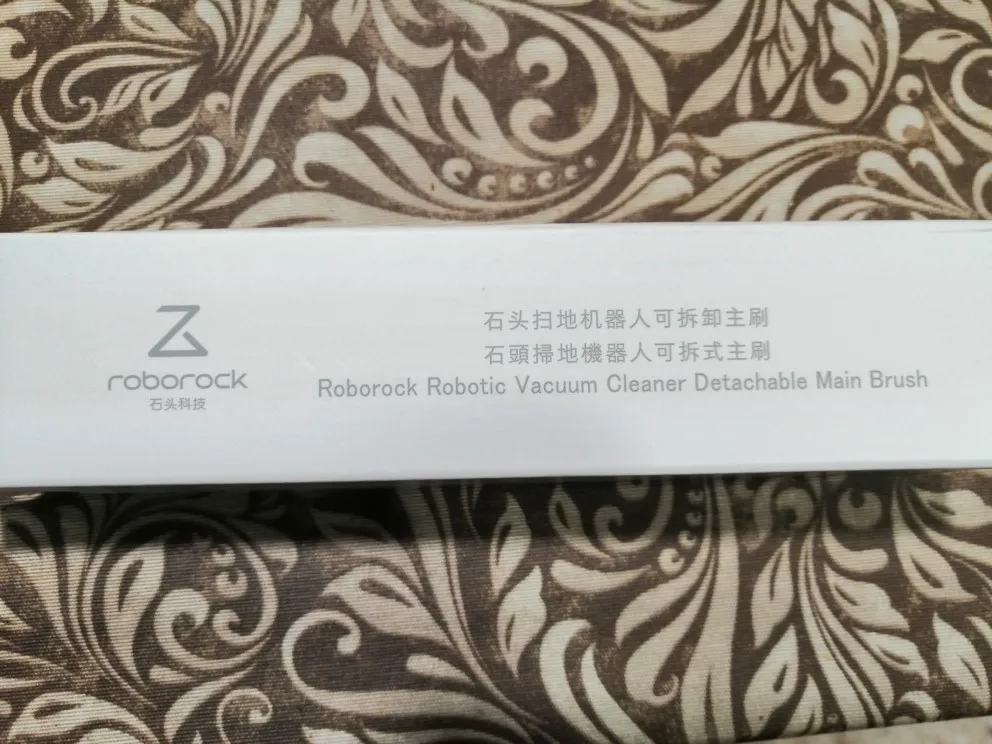 roborock
石头科技
石头扫地机器人可拆卸主刷
石頭掃地機器人可拆式主刷
Roborock Robotic Vacuum Cleaner Detachable Main Brush